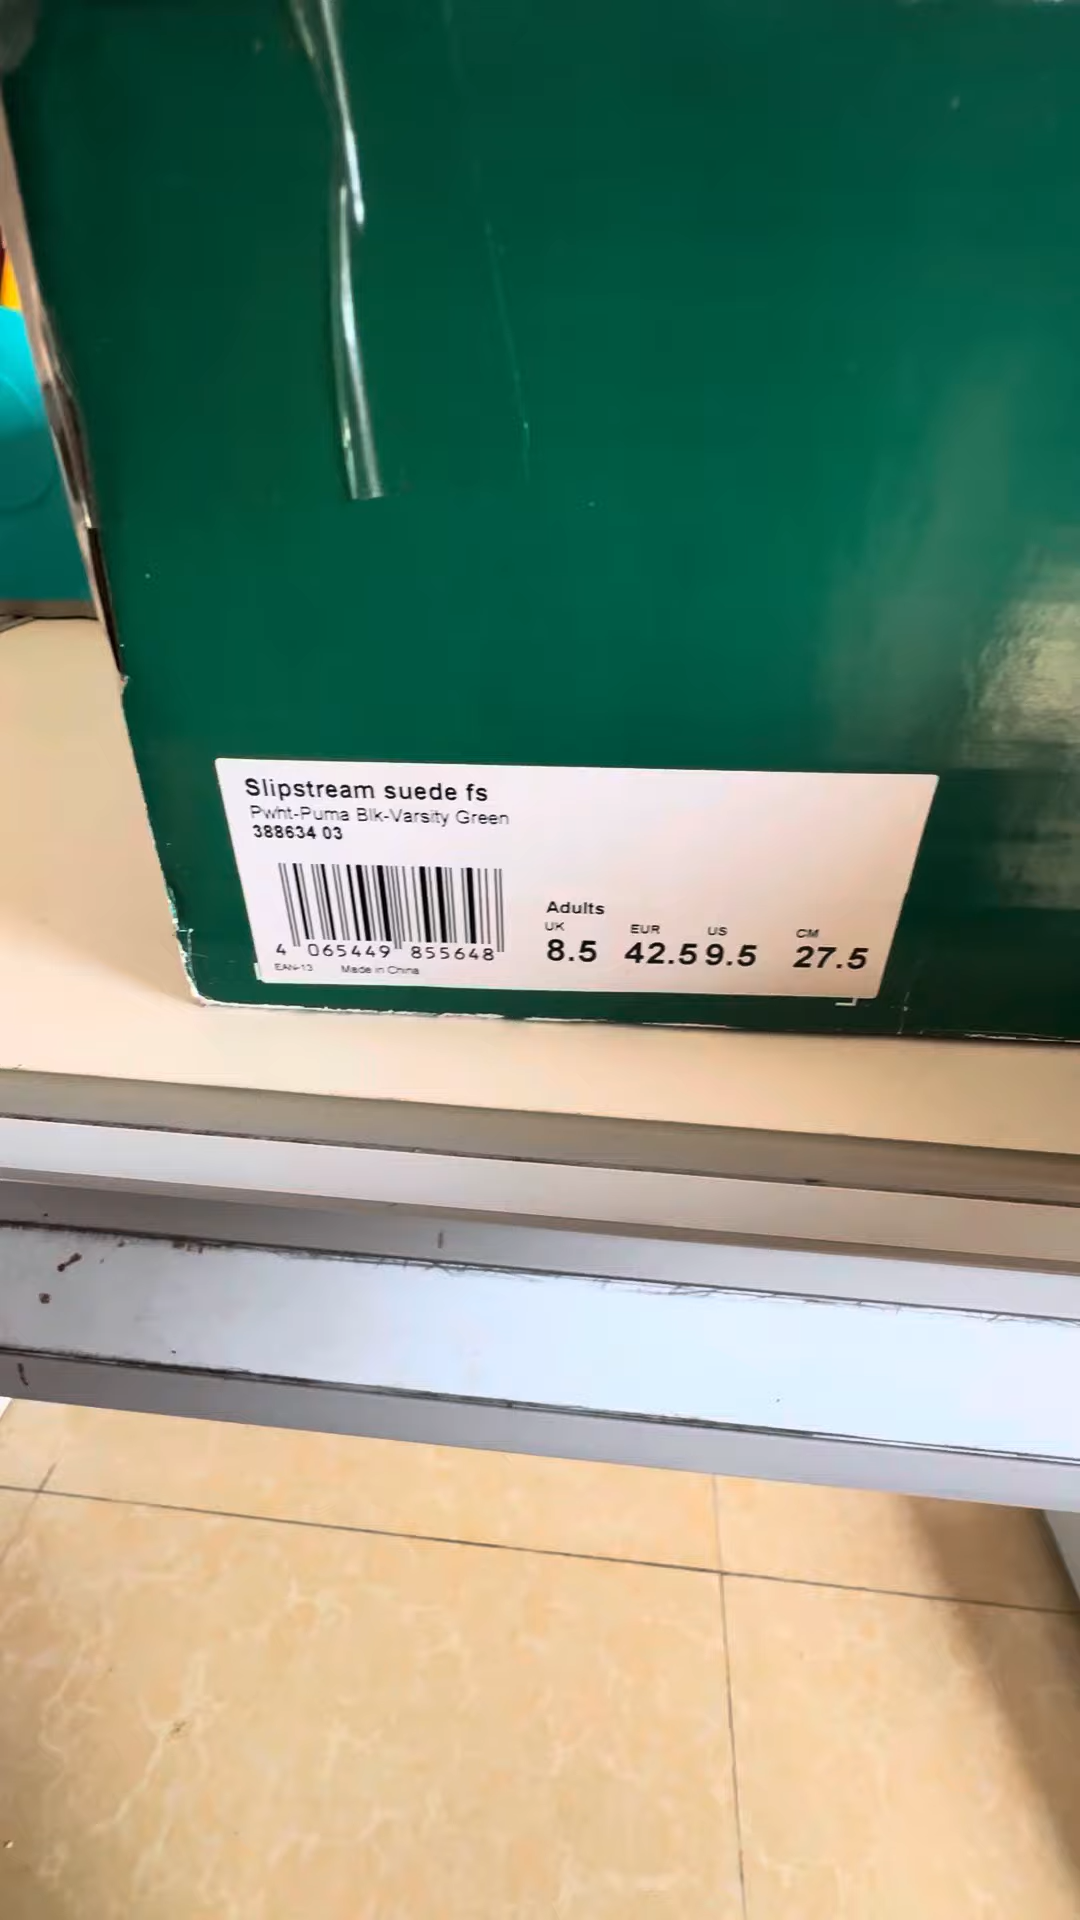 Slipstream suede fs
Pwht-Puma Blk-Varsity Green
388634 03
Adults
UK EUR US CM
8.5 42.5 9.5 27.5
4 065449 855648
EAN-13 Made in China